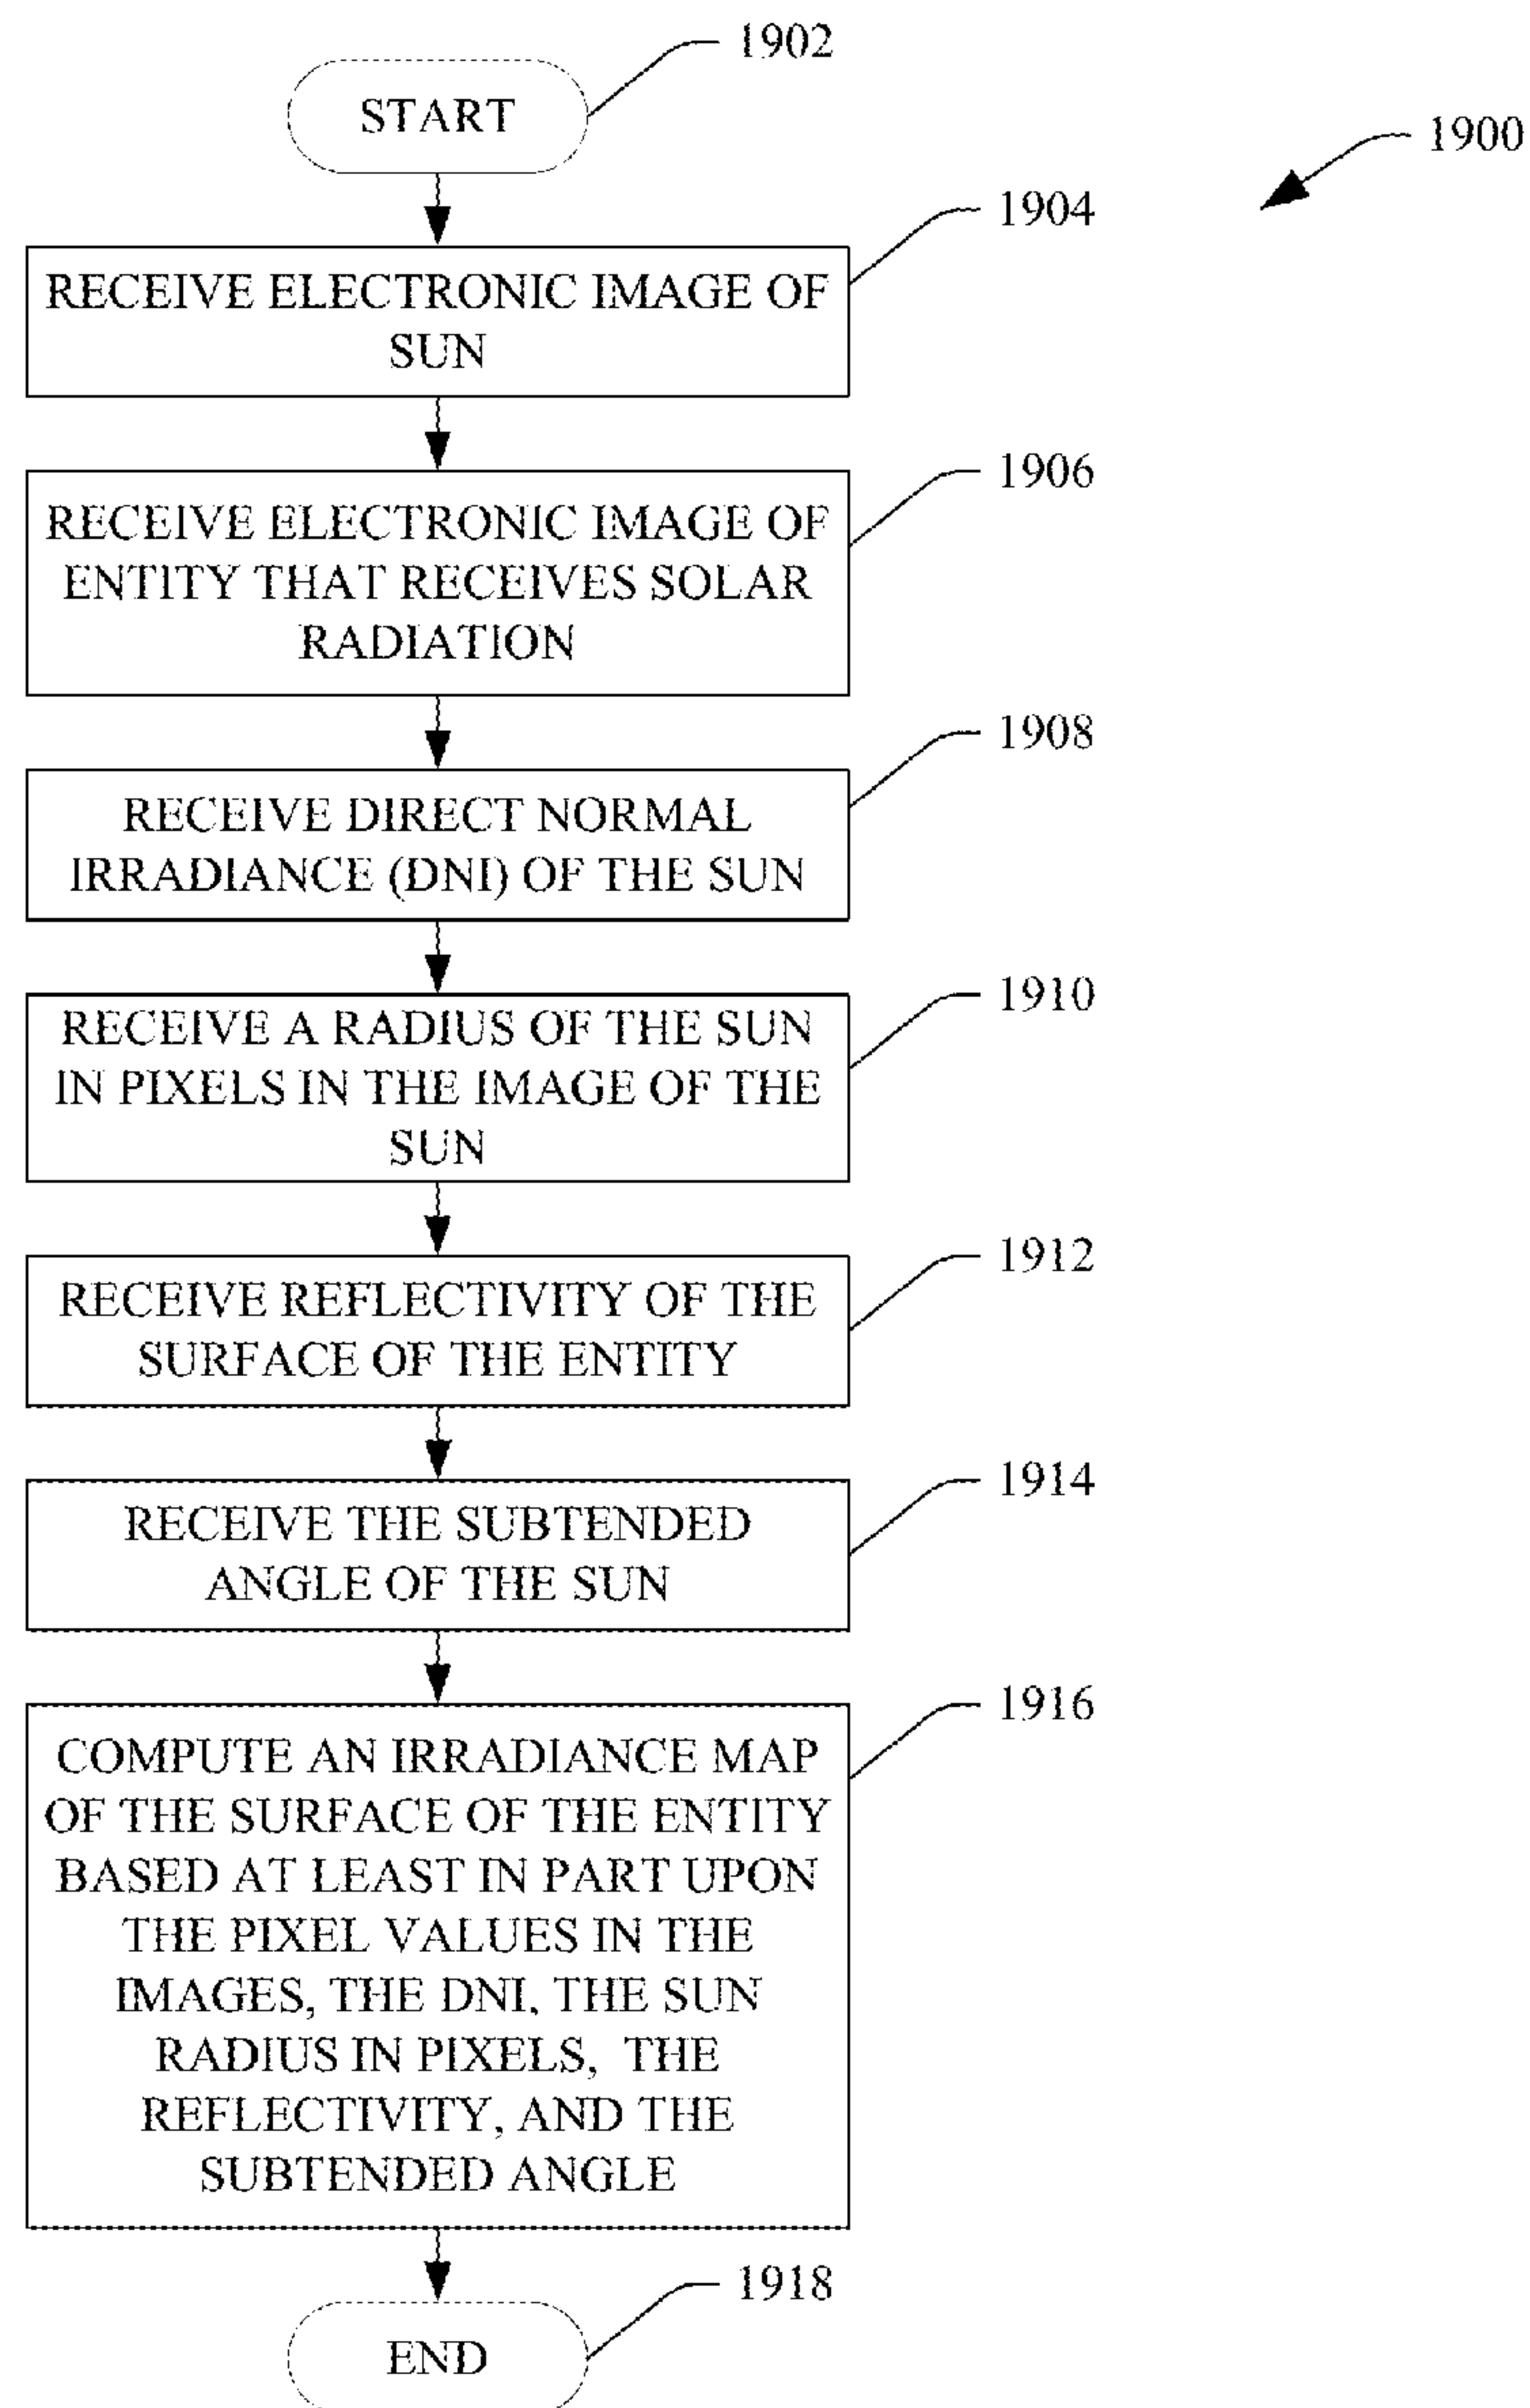 1902
START
1900
1904
RECEIVE ELECTRONIC IMAGE OF
SUN
1906
RECEIVE ELECTRONIC IMAGE OF
ENTITY THAT RECEIVES SOLAR
RADIATION
1908
RECEIVE DIRECT NORMAL
IRRADIANCE (DNI) OF THE SUN
1910
RECEIVE A RADIUS OF THE SUN
IN PIXELS IN THE IMAGE OF THE
SUN
1912
RECEIVE REFLECTIVITY OF THE
SURFACE OF THE ENTITY
1914
RECEIVE THE SUBTENDED
ANGLE OF THE SUN
1916
COMPUTE AN IRRADIANCE MAP
OF THE SURFACE OF THE ENTITY
BASED AT LEAST IN PART UPON
THE PIXEL VALUES IN THE
IMAGES, THE DNI, THE SUN
RADIUS IN PIXELS, THE
REFLECTIVITY, AND THE
SUBTENDED ANGLE
1918
END